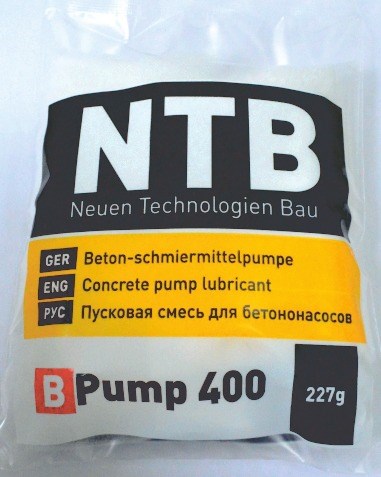 NTB
Neuen Technologien Bau
GER Beton-schmiermittelpumpe
ENG Concrete pump lubricant
РУС Пусковая смесь для бетононасосов
B Pump 400
227g